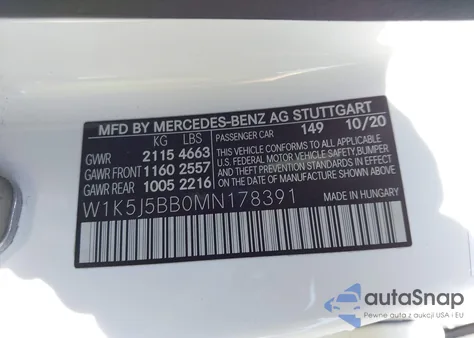 MFD BY MERCEDES-BENZ AG STUTTGART
KG LBS PASSENGER CAR 149 10/20
GWWR 2115 4663
GAWR FRONT 1160 2557
GAWR REAR 1005 2216
THIS VEHICLE CONFORMS TO ALL APPLICABLE
U.S. FEDERAL MOTOR VEHICLE SAFETY, BUMPER,
AND THEFT PREVENTION STANDARDS
IN EFFECT ON THE DATE OF MANUFACTURE
SHOWN ABOVE.
MADE IN HUNGARY
W1K5J5BB0MN178391
autoSnap
Pewne auta z aukcji USA i EU